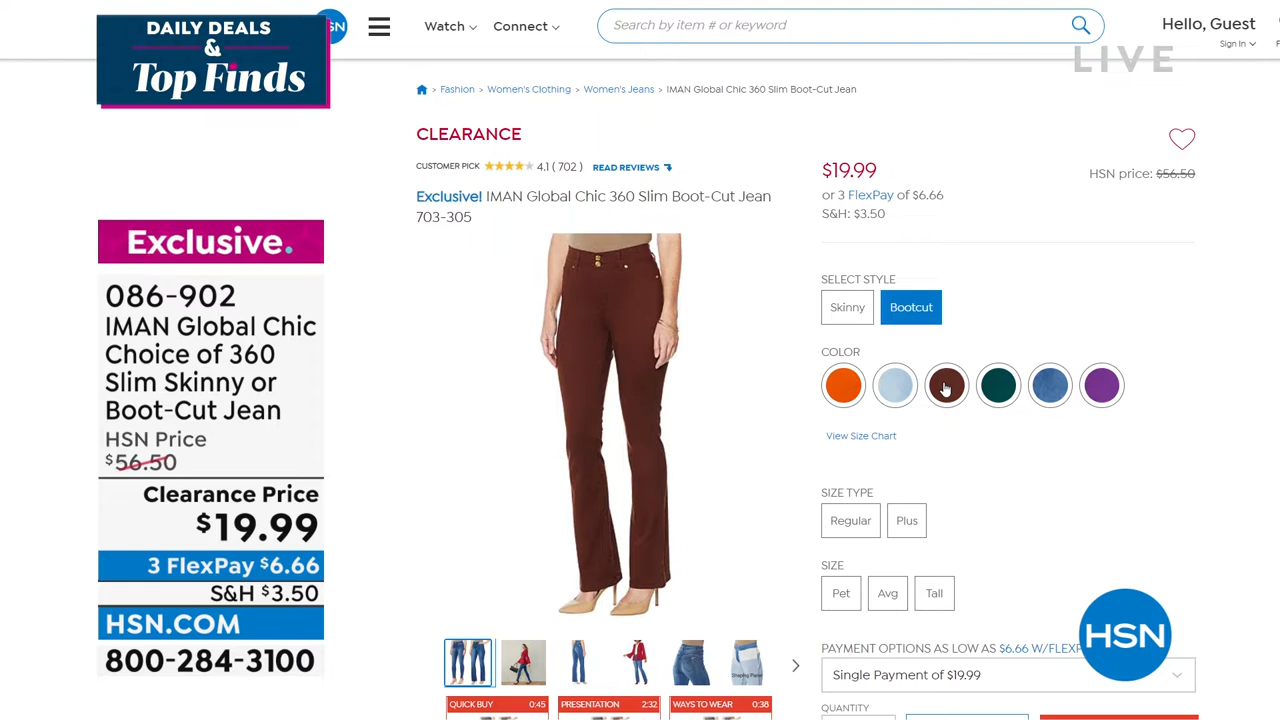 DAILY DEALS
&
Top Finds
SN
Watch
Connect
Search by item # or keyword
Hello, Guest
Sign In
F
LIVE
> Fashion > Women's Clothing > Women's Jeans > IMAN Global Chic 360 Slim Boot-Cut Jean
CLEARANCE
CUSTOMER PICK 4.1 ( 702 ) READ REVIEWS
Exclusive! IMAN Global Chic 360 Slim Boot-Cut Jean
703-305
$19.99
HSN price: $56.50
or 3 FlexPay of $6.66
S&H: $3.50
Exclusive.
086-902
IMAN Global Chic
Choice of 360
Slim Skinny or
Boot-Cut Jean
HSN Price
$56.50
Clearance Price
$19.99
3 FlexPay $6.66
S&H $3.50
HSN.COM
800-284-3100
SELECT STYLE
Skinny
Bootcut
COLOR
View Size Chart
SIZE TYPE
Regular
Plus
SIZE
Pet
Avg
Tall
HSN
PAYMENT OPTIONS AS LOW AS $6.66 W/FLEXP
Single Payment of $19.99
QUANTITY
Shaping Panel
QUICK BUY 0:45
PRESENTATION 2:32
WAYS TO WEAR 0:38